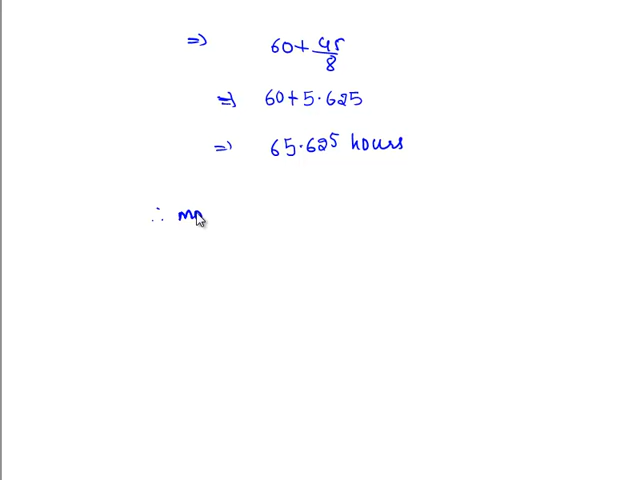 ⇒ 60 + 45/8
⇒ 60 + 5.625
⇒ 65.625 hours
∴